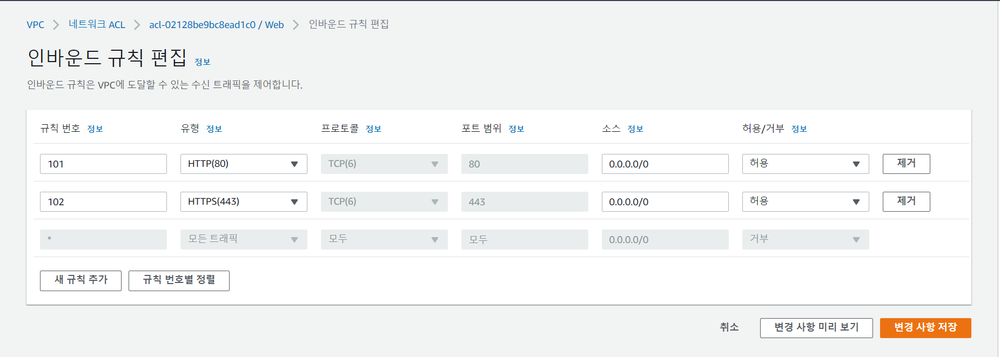 VPC > 네트워크 ACL > acl-02128be9bc8ead1c0 / Web > 인바운드 규칙 편집
인바운드 규칙 편집 정보
인바운드 규칙은 VPC에 도달할 수 있는 수신 트래픽을 제어합니다.
규칙 번호 정보 유형 정보 프로토콜 정보 포트 범위 정보 소스 정보 허용/거부 정보
101 HTTP(80) TCP(6) 80 0.0.0.0/0 허용 제거
102 HTTPS(443) TCP(6) 443 0.0.0.0/0 허용 제거
* 모든 트래픽 모두 모두 0.0.0.0/0 거부
새 규칙 추가 규칙 번호별 정렬
취소 변경 사항 미리 보기 변경 사항 저장